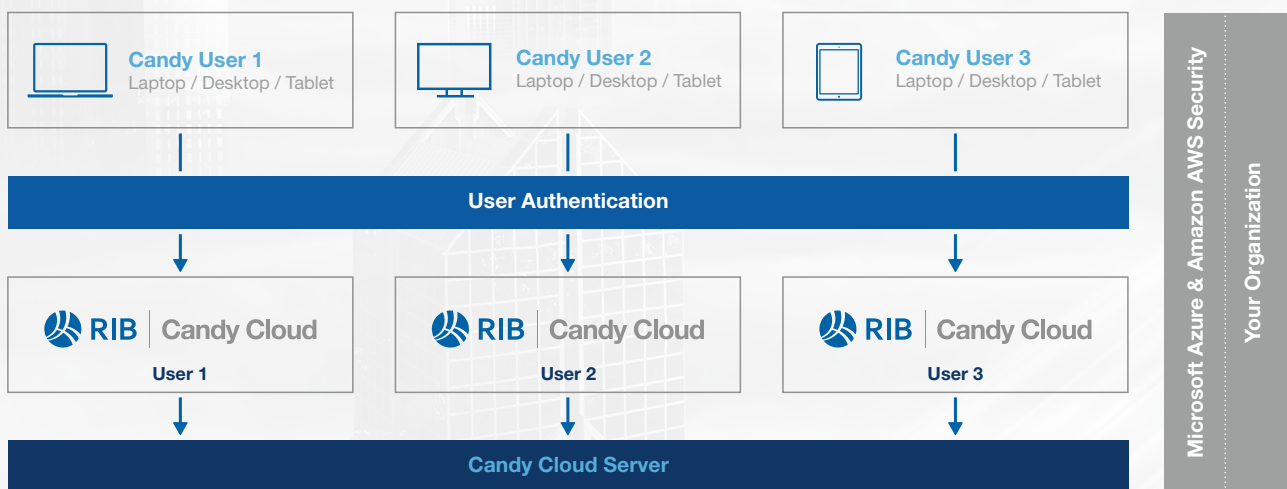 Candy User 1
Laptop / Desktop / Tablet
Candy User 2
Laptop / Desktop / Tablet
Candy User 3
Laptop / Desktop / Tablet
User Authentication
RIB | Candy Cloud
User 1
RIB | Candy Cloud
User 2
RIB | Candy Cloud
User 3
Candy Cloud Server
Microsoft Azure & Amazon AWS Security
Your Organization